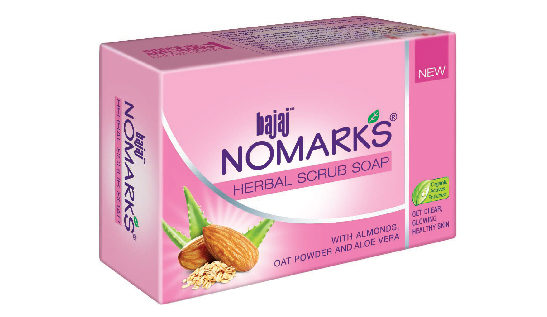 bajaj
NOMARKS®
HERBAL SCRUB SOAP
NEW
WITH ALMONDS,
OAT POWDER AND ALOE VERA
GET CLEAR,
GLOWING
HEALTHY SKIN
bajaj
NOMARKS
HERBAL SCRUB SOAP